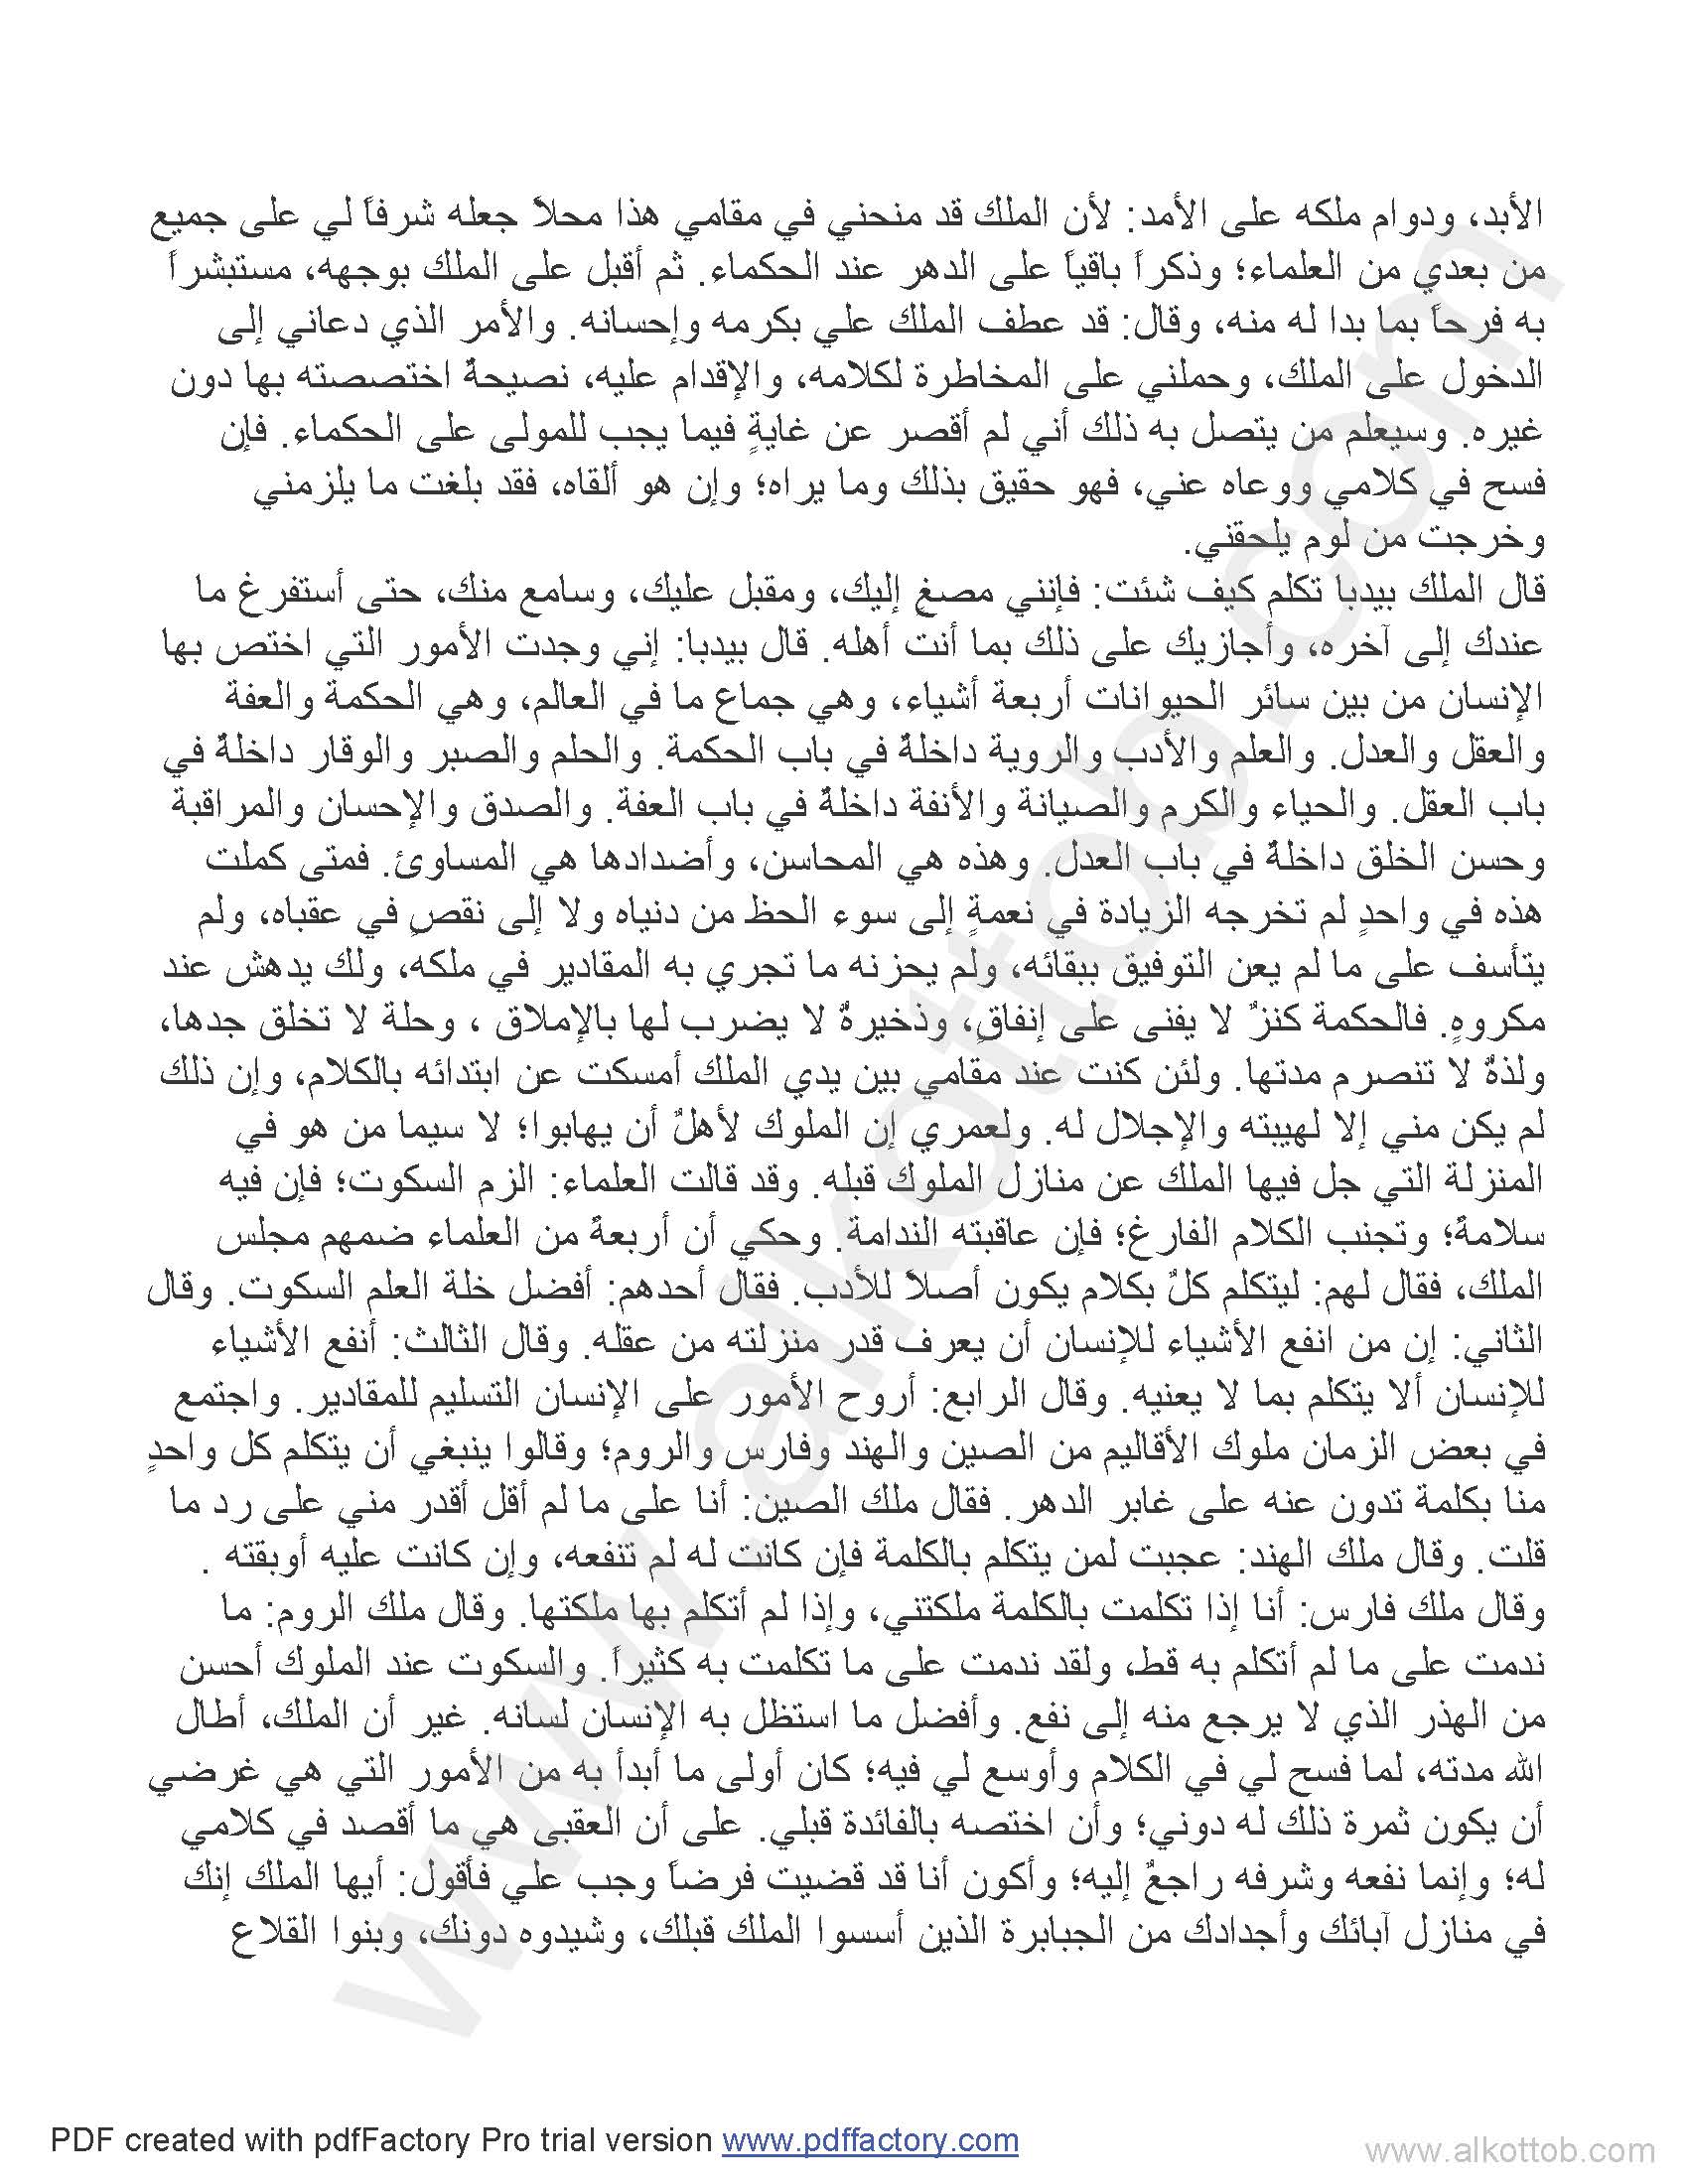 الأبد، ودوام ملكه على الأمد: لأن الملك قد منحني في مقامي هذا محلاً جعله شرفاً لي على جميع
من بعدي من العلماء؛ وذكراً باقياً على الدهر عند الحكماء. ثم أقبل على الملك بوجهه، مستبشراً
به فرحاً بما بدا له منه، وقال: قد عطف الملك علي بكرمه وإحسانه. والأمر الذي دعاني إلى
الدخول على الملك، وحملني على المخاطرة لكلامه، والإقدام عليه، نصيحةٌ اختصصته بها دون
غيره. وسيعلم من يتصل به ذلك أني لم أقصر عن غايةٍ فيما يجب للمولى على الحكماء. فإن
فسح في كلامي ووعاه عني، فهو حقيق بذلك وما يراه؛ وإن هو ألقاه، فقد بلغت ما يلزمني
وخرجت من لوم يلحقني.
قال الملك بيدبا تكلم كيف شئت: فإنني مصغ إليك، ومقبل عليك، وسامع منك، حتى أستفرغ ما
عندك إلى آخره، وأجازيك على ذلك بما أنت أهله. قال بيدبا: إني وجدت الأمور التي اختص بها
الإنسان من بين سائر الحيوانات أربعة أشياء، وهي جماع ما في العالم، وهي الحكمة والعفة
والعقل والعدل. والعلم والأدب والروية داخلةٌ في باب الحكمة. والحلم والصبر والوقار داخلةٌ في
باب العقل. والحياء والكرم والصيانة والأنفة داخلةٌ في باب العفة. والصدق والإحسان والمراقبة
وحسن الخلق داخلةٌ في باب العدل. وهذه هي المحاسن، وأضدادها هي المساوئ. فمتى كملت
هذه في واحدٍ لم تخرجه الزيادة في نعمةٍ إلى سوء الحظ من دنياه ولا إلى نقصٍ في عقباه، ولم
يتأسف على ما لم يعن التوفيق ببقائه، ولم يحزنه ما تجري به المقادير في ملكه، ولك يدهش عند
مكروهٍ. فالحكمة كنزٌ لا يفنى على إنفاقٍ، وذخيرةٌ لا يضرب لها بالإملاق ، وحلة لا تخلق جدها،
ولذةٌ لا تنصرم مدتها. ولئن كنت عند مقامي بين يدي الملك أمسكت عن ابتدائه بالكلام، وإن ذلك
لم يكن مني إلا لهيبته والإجلال له. ولعمري إن الملوك لأهلٌ أن يهابوا؛ لا سيما من هو في
المنزلة التي جل فيها الملك عن منازل الملوك قبله. وقد قالت العلماء: الزم السكوت؛ فإن فيه
سلامةً؛ وتجنب الكلام الفارغ؛ فإن عاقبته الندامة. وحكي أن أربعةً من العلماء ضمهم مجلس
الملك، فقال لهم: ليتكلم كلٌ بكلام يكون أصلاً للأدب. فقال أحدهم: أفضل خلة العلم السكوت. وقال
الثاني: إن من انفع الأشياء للإنسان أن يعرف قدر منزلته من عقله. وقال الثالث: أنفع الأشياء
للإنسان ألا يتكلم بما لا يعنيه. وقال الرابع: أروح الأمور على الإنسان التسليم للمقادير. واجتمع
في بعض الزمان ملوك الأقاليم من الصين والهند وفارس والروم؛ وقالوا ينبغي أن يتكلم كل واحدٍ
منا بكلمة تدون عنه على غابر الدهر. فقال ملك الصين: أنا على ما لم أقل أقدر مني على رد ما
قلت. وقال ملك الهند: عجبت لمن يتكلم بالكلمة فإن كانت له لم تنفعه، وإن كانت عليه أوبقته .
وقال ملك فارس: أنا إذا تكلمت بالكلمة ملكتني، وإذا لم أتكلم بها ملكتها. وقال ملك الروم: ما
ندمت على ما لم أتكلم به قط، ولقد ندمت على ما تكلمت به كثيراً. والسكوت عند الملوك أحسن
من الهذر الذي لا يرجع منه إلى نفع. وأفضل ما استظل به الإنسان لسانه. غير أن الملك، أطال
الله مدته، لما فسح لي في الكلام وأوسع لي فيه؛ كان أولى ما أبدأ به من الأمور التي هي غرضي
أن يكون ثمرة ذلك له دوني؛ وأن اختصه بالفائدة قبلي. على أن العقبى هي ما أقصد في كلامي
له؛ وإنما نفعه وشرفه راجعٌ إليه؛ وأكون أنا قد قضيت فرضاً وجب علي فأقول: أيها الملك إنك
في منازل آبائك وأجدادك من الجبابرة الذين أسسوا الملك قبلك، وشيدوه دونك، وبنوا القلاع
www.alkottob.com
PDF created with pdfFactory Pro trial version www.pdffactory.com
www.alkottob.com